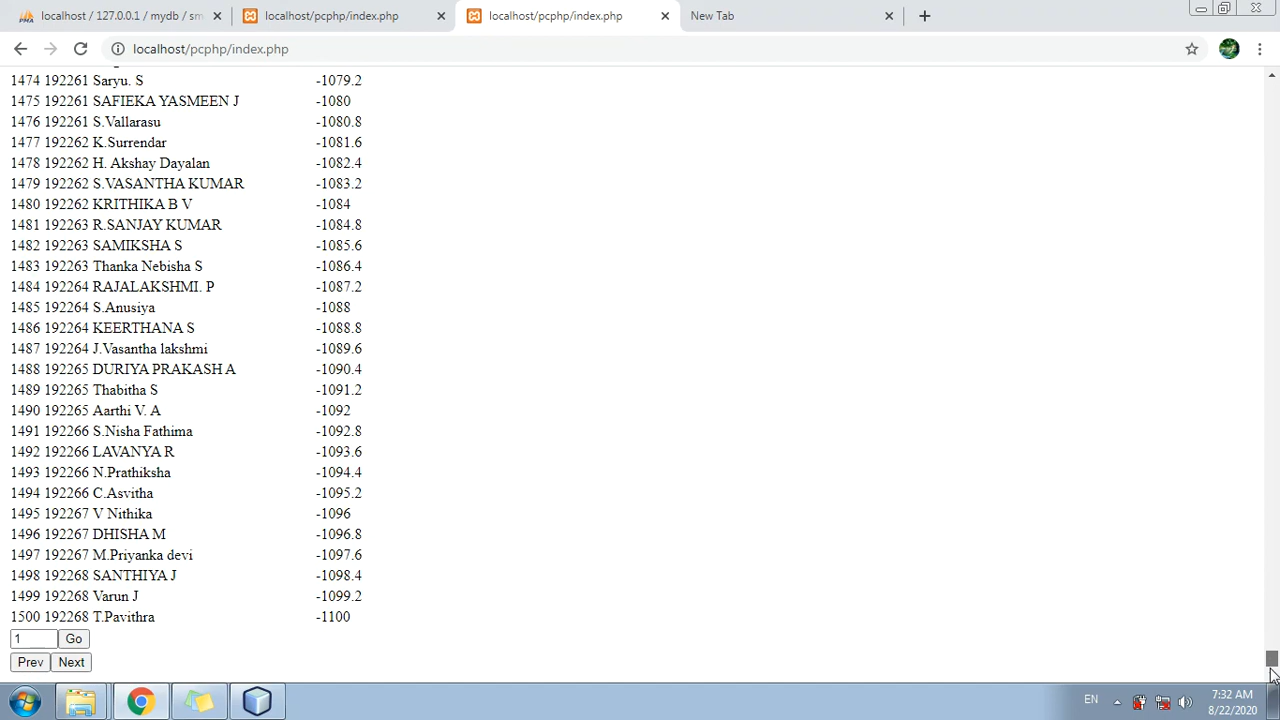 localhost / 127.0.0.1 / mydb / sm
localhost/pcphp/index.php
localhost/pcphp/index.php
New Tab
localhost/pcphp/index.php
1474 192261 Saryu. S -1079.2
1475 192261 SAFIEKA YASMEEN J -1080
1476 192261 S.Vallarasu -1080.8
1477 192262 K.Surrendar -1081.6
1478 192262 H. Akshay Dayalan -1082.4
1479 192262 S.VASANTHA KUMAR -1083.2
1480 192262 KRITHIKA B V -1084
1481 192263 R.SANJAY KUMAR -1084.8
1482 192263 SAMIKSHA S -1085.6
1483 192263 Thanka Nebisha S -1086.4
1484 192264 RAJALAKSHMI. P -1087.2
1485 192264 S.Anusiya -1088
1486 192264 KEERTHANA S -1088.8
1487 192264 J.Vasantha lakshmi -1089.6
1488 192265 DURIYA PRAKASH A -1090.4
1489 192265 Thabitha S -1091.2
1490 192265 Aarthi V. A -1092
1491 192266 S.Nisha Fathima -1092.8
1492 192266 LAVANYA R -1093.6
1493 192266 N.Prathiksha -1094.4
1494 192266 C.Asvitha -1095.2
1495 192267 V Nithika -1096
1496 192267 DHISHA M -1096.8
1497 192267 M.Priyanka devi -1097.6
1498 192268 SANTHIYA J -1098.4
1499 192268 Varun J -1099.2
1500 192268 T.Pavithra -1100
1 Go
Prev Next
EN 7:32 AM
8/22/2020